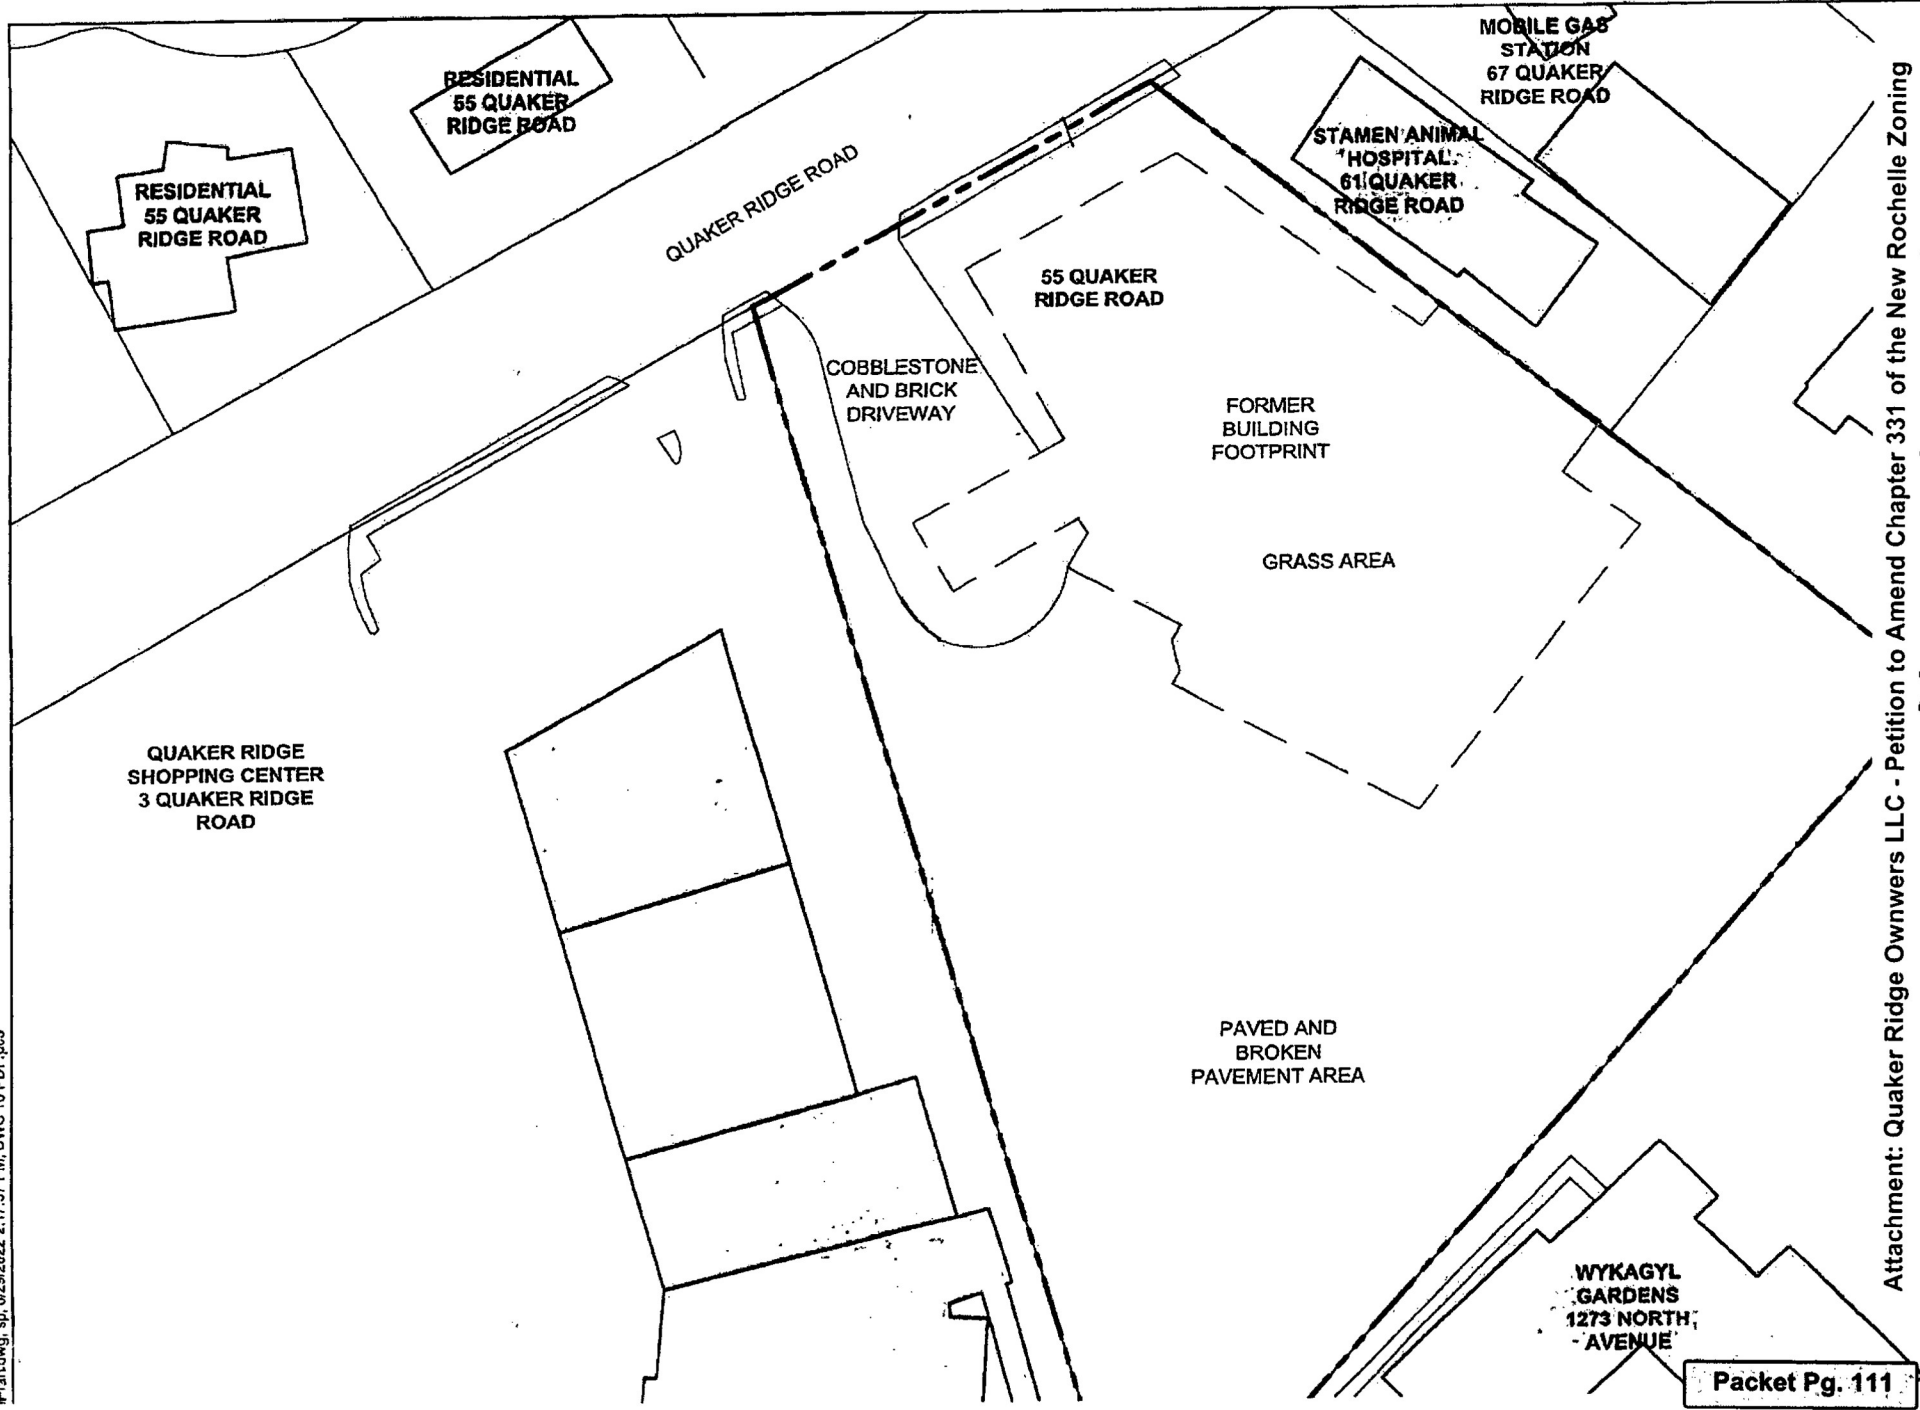 MOBILE GAS
STATION
67 QUAKER
RIDGE ROAD
RESIDENTIAL
55 QUAKER
RIDGE ROAD
STAMEN ANIMAL
HOSPITAL
61 QUAKER
RIDGE ROAD
RESIDENTIAL
55 QUAKER
RIDGE ROAD
QUAKER RIDGE ROAD
55 QUAKER
RIDGE ROAD
COBBLESTONE
AND BRICK
DRIVEWAY
FORMER
BUILDING
FOOTPRINT
GRASS AREA
QUAKER RIDGE
SHOPPING CENTER
3 QUAKER RIDGE
ROAD
PAVED AND
BROKEN
PAVEMENT AREA
WYKAGYL
GARDENS
1273 NORTH
AVENUE
Attachment: Quaker Ridge Ownwers LLC - Petition to Amend Chapter 331 of the New Rochelle Zoning
Packet Pg. 111